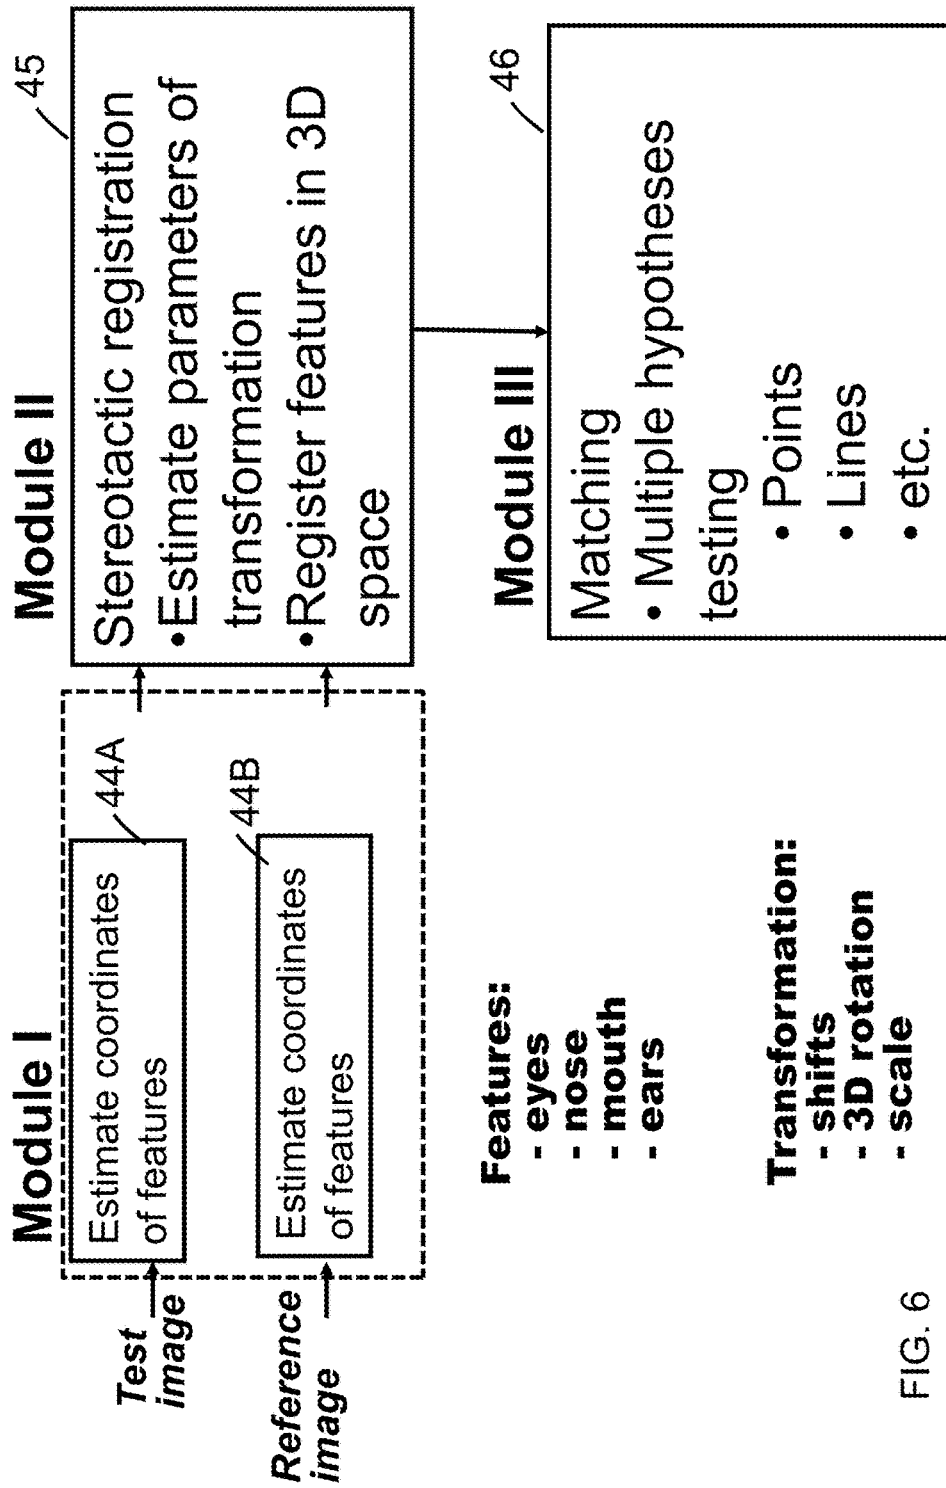 Module I
Test
image
Estimate coordinates
of features
44A
Reference
image
Estimate coordinates
of features
44B
Module II
45
Stereotactic registration
•Estimate parameters of
transformation
•Register features in 3D
space
Module III
46
Matching
• Multiple hypotheses
testing
• Points
• Lines
• etc.
Features:
- eyes
- nose
- mouth
- ears
Transformation:
- shifts
- 3D rotation
- scale
FIG. 6